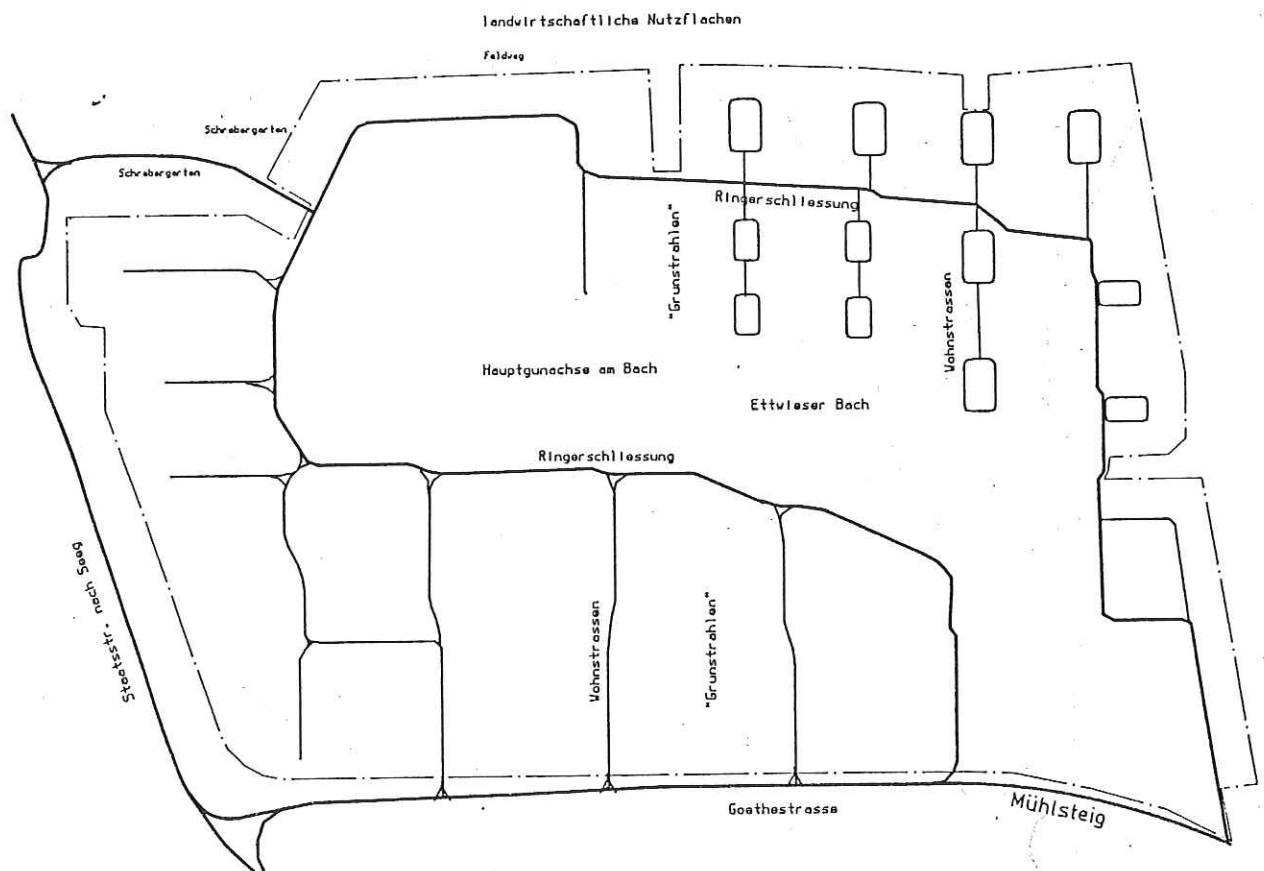 landwirtschaftliche Nutzflachen
Feldweg
Schrebergarten
Schrebergarten
Ringerschliessung
"Grunstrahlen"
Wohnstrassen
Hauptgunachse am Bach
Ettwieser Bach
Ringerschliessung
Staatsstr. nach Seeg
Wohnstrassen
"Grunstrahlen"
Goethestrasse
Mühlsteig